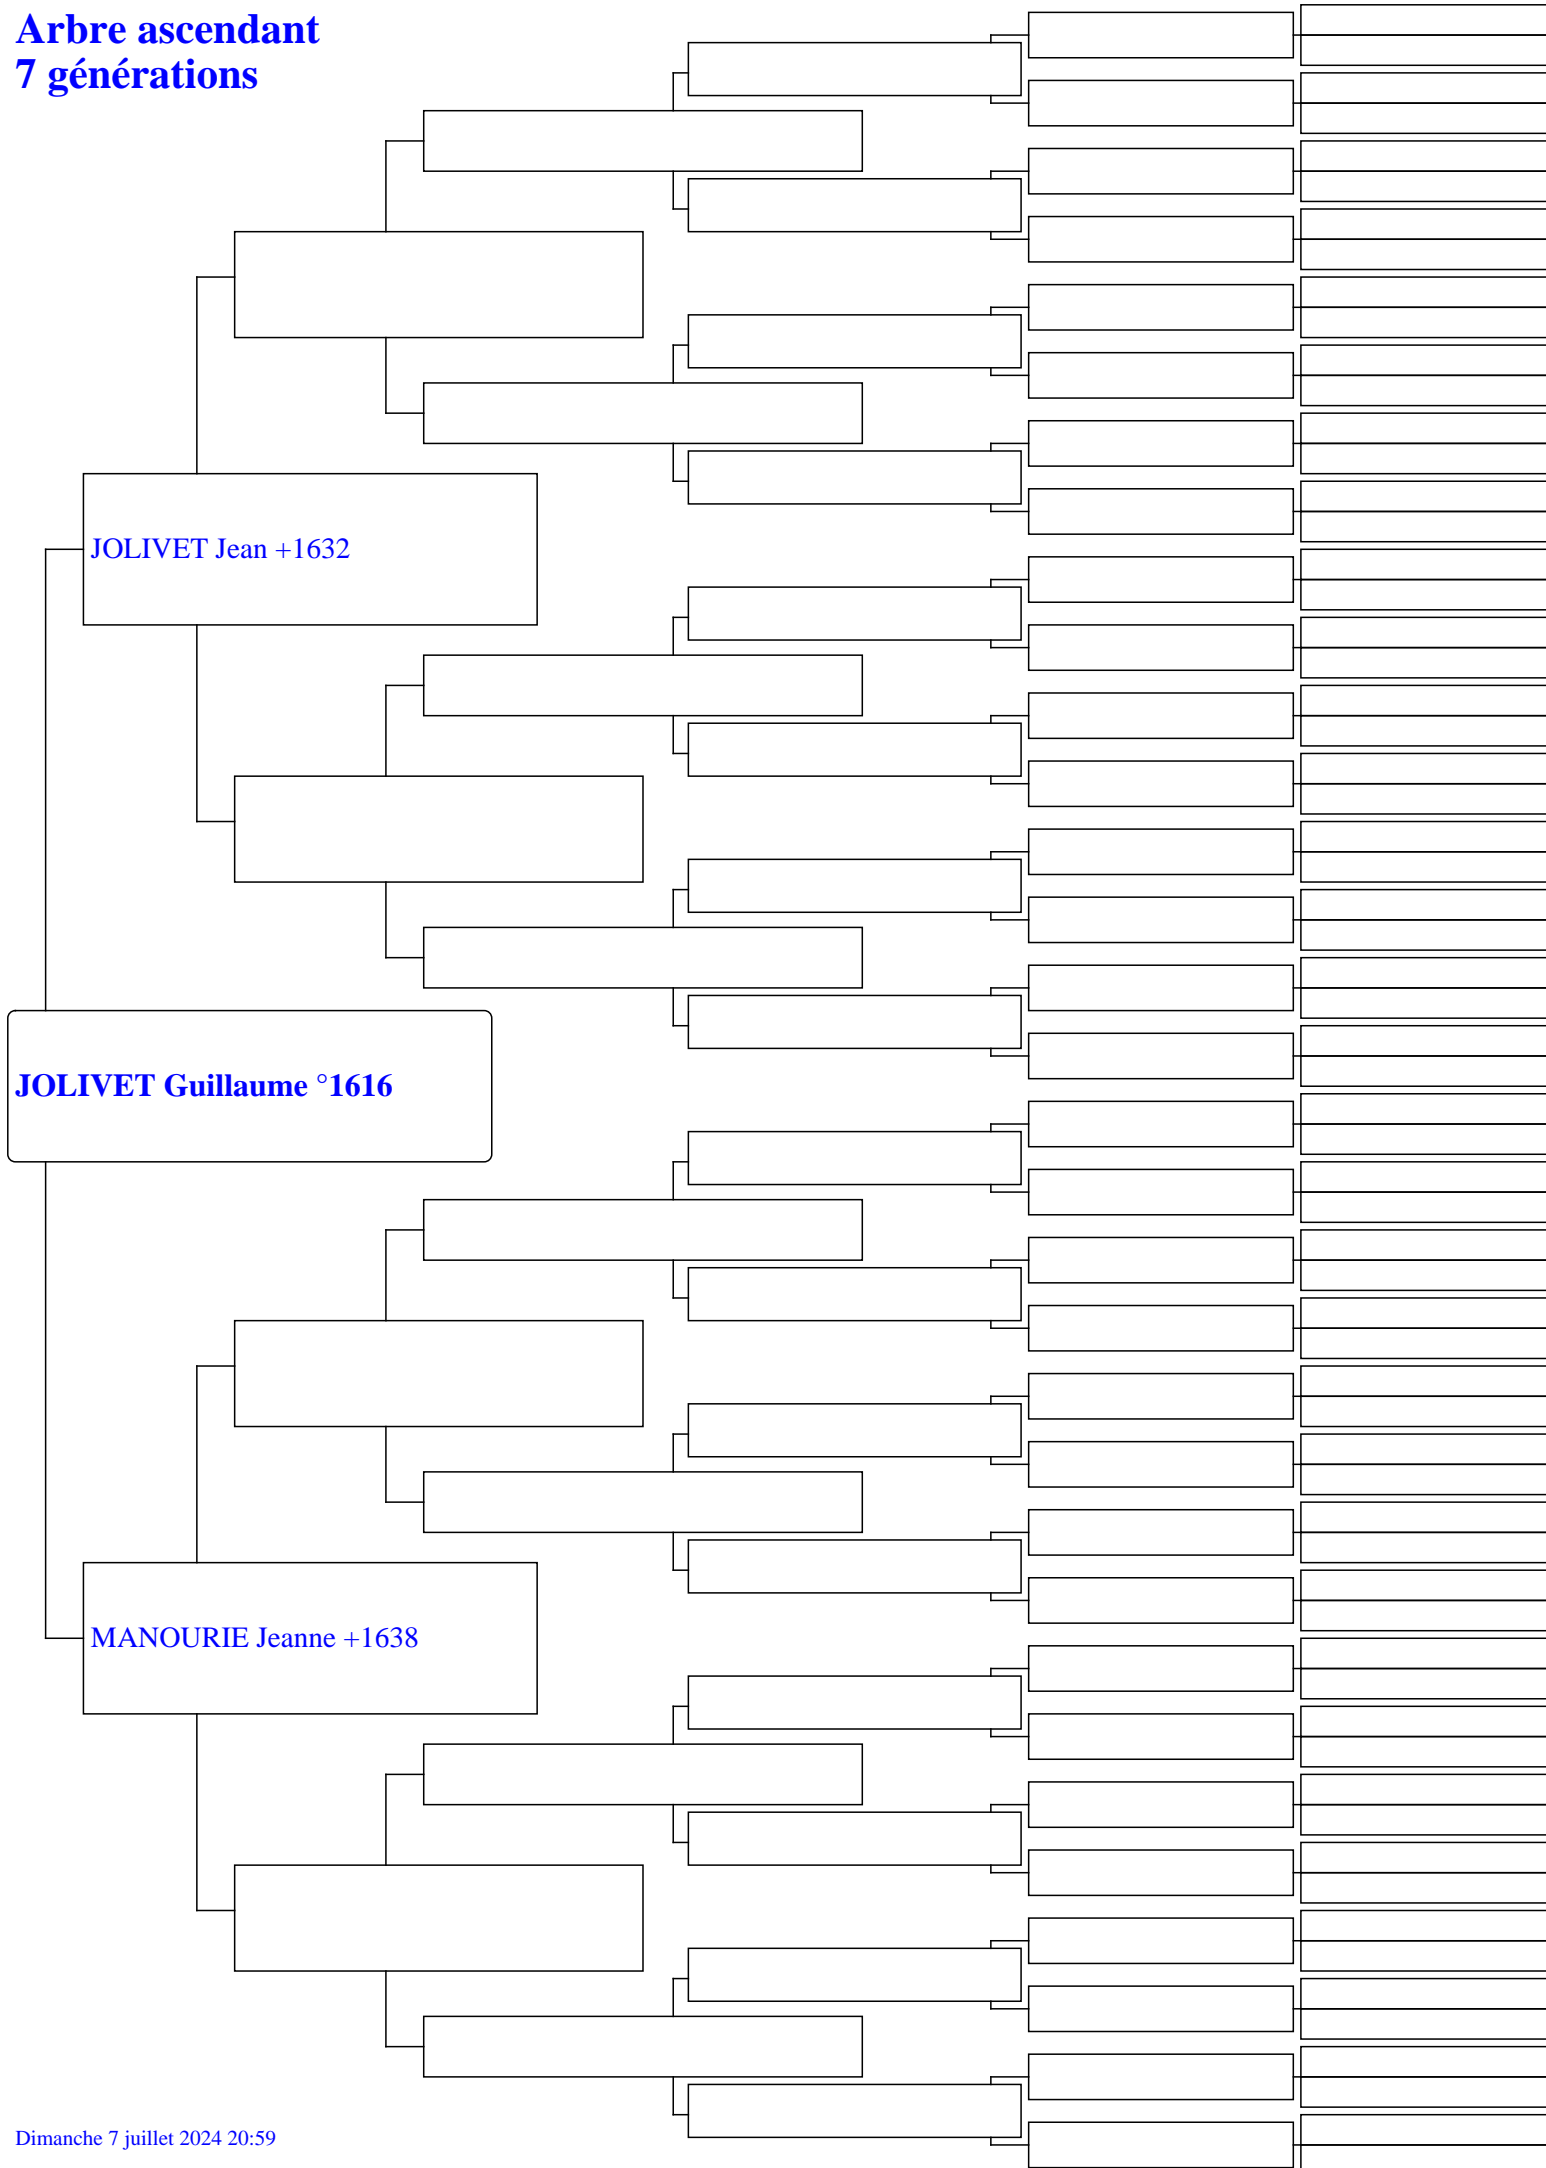 Arbre ascendant
7 générations
JOLIVET Jean +1632
JOLIVET Guillaume °1616
MANOURIE Jeanne +1638
Dimanche 7 juillet 2024 20:59